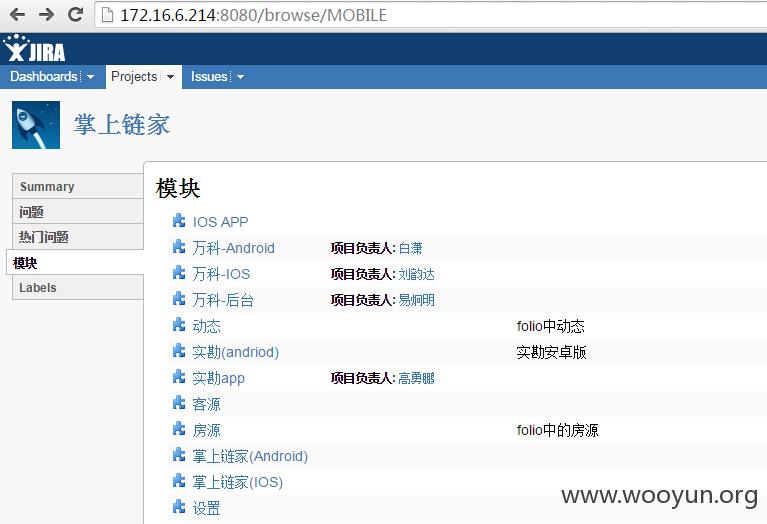 172.16.6.214:8080/browse/MOBILE
JIRA
Dashboards Projects Issues
掌上链家
Summary
问题
热门问题
模块
Labels
模块
IOS APP
万科-Android 项目负责人: 白潇
万科-IOS 项目负责人: 刘韵达
万科-后台 项目负责人: 易炯明
动态 folio中动态
实勘(andriod) 实勘安卓版
实勘app 项目负责人: 高勇鹏
客源
房源 folio中的房源
掌上链家(Android)
掌上链家(IOS)
设置
www.wooyun.org